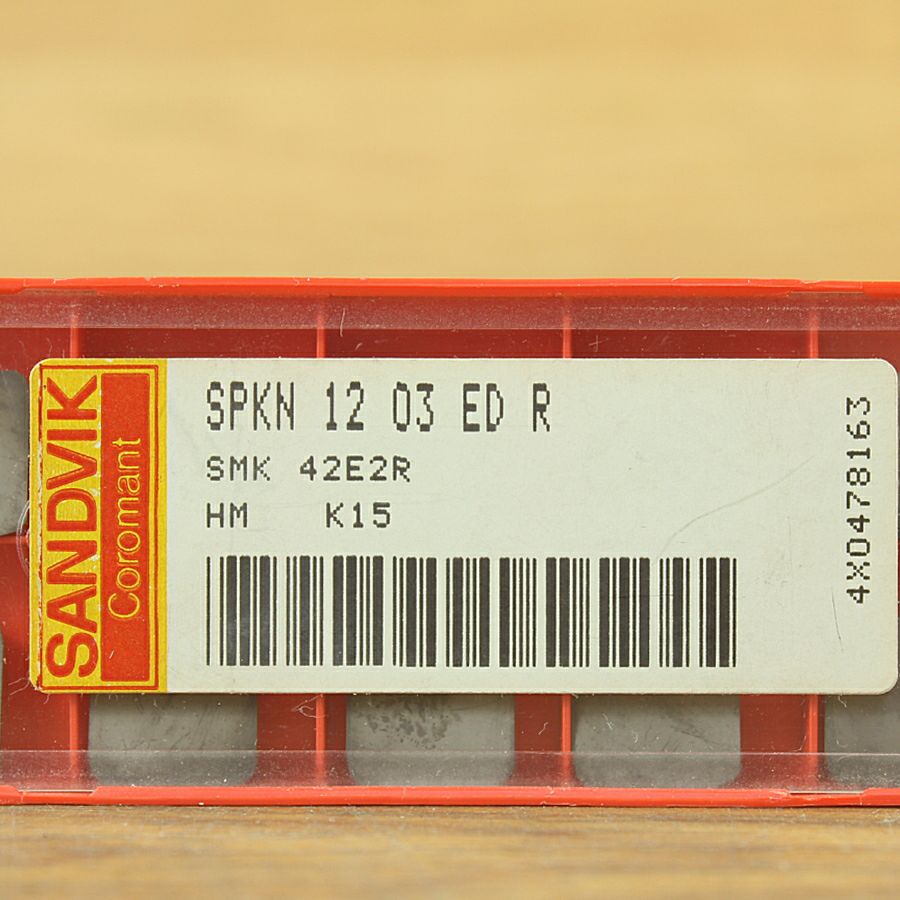 SANDVIK
Coromant
SPKN 12 03 ED R
SMK 42E2R
HM K15
4X0478163